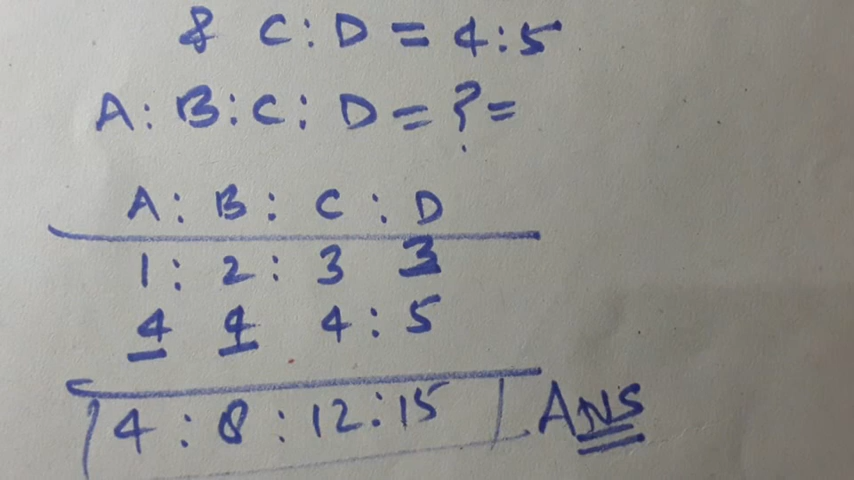 & C:D = 4:5
A:B:C:D = ? =
A:B:C:D
1:2:3 3
4 4 4:5
4:8:12:15 Ans